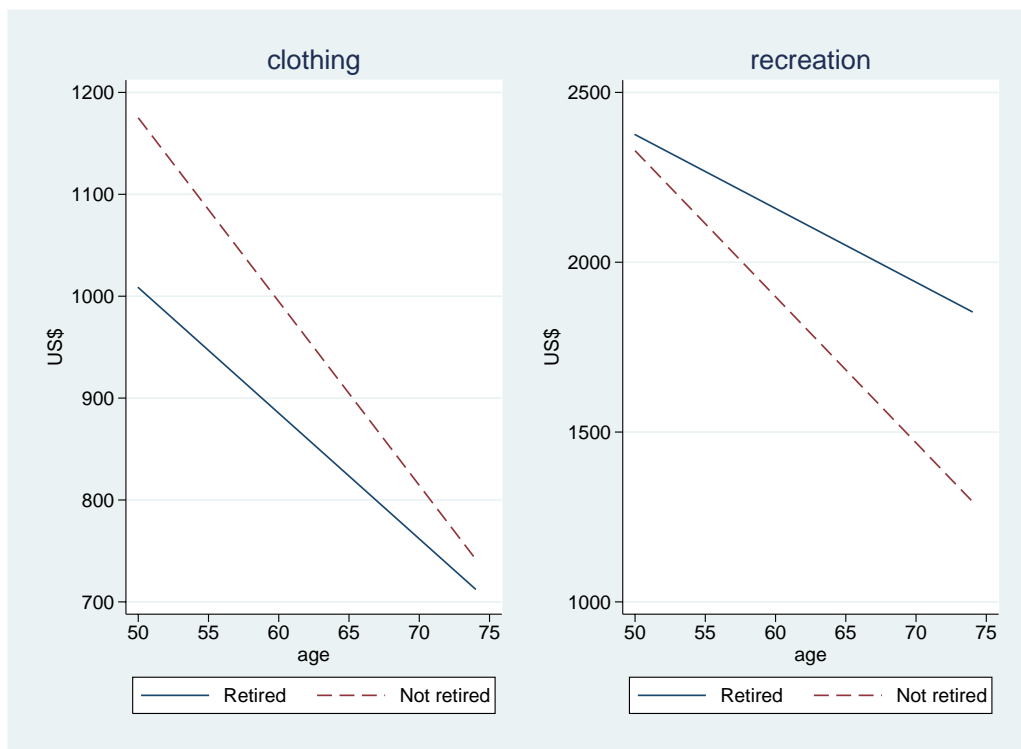 clothing
1200
1100
1000
900
800
700
US$
50 55 60 65 70 75
age
Retired Not retired
recreation
2500
2000
1500
1000
US$
50 55 60 65 70 75
age
Retired Not retired